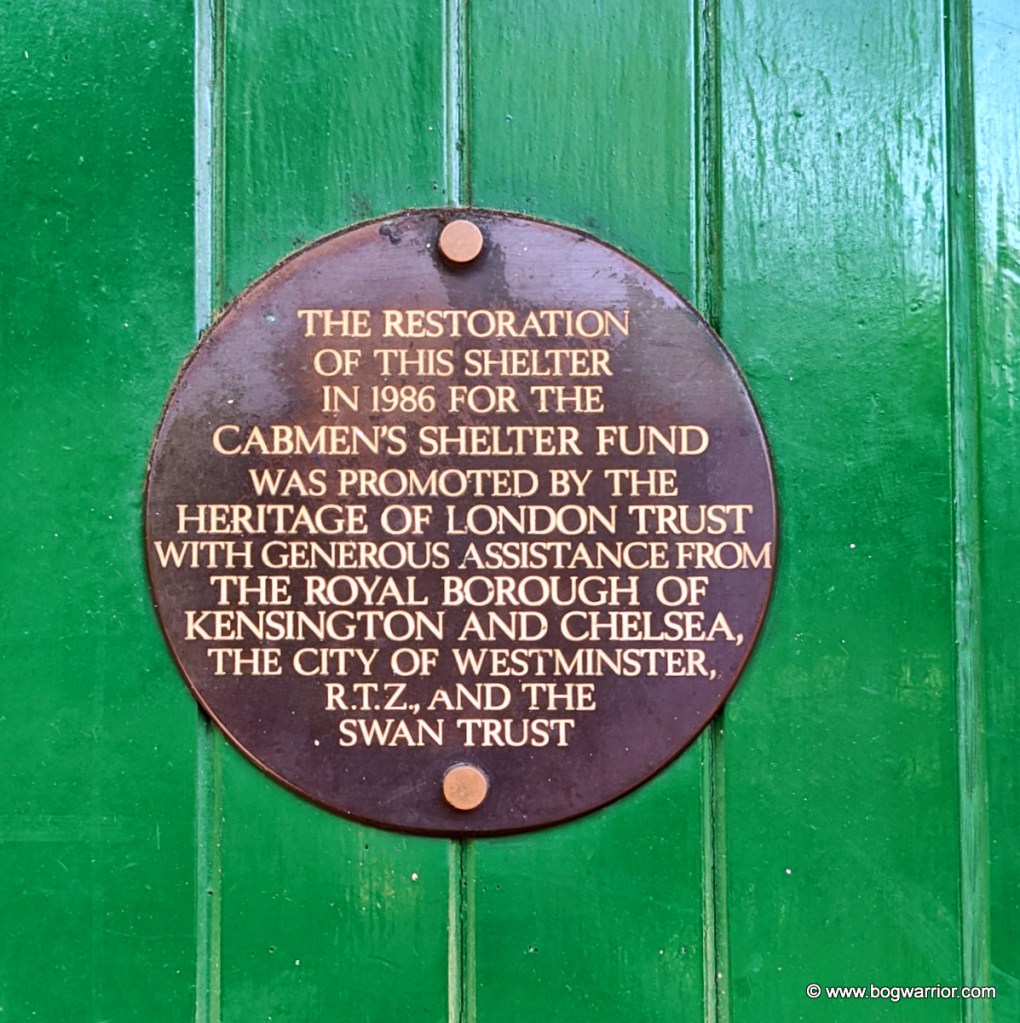 THE RESTORATION
OF THIS SHELTER
IN 1986 FOR THE
CABMEN'S SHELTER FUND
WAS PROMOTED BY THE
HERITAGE OF LONDON TRUST
WITH GENEROUS ASSISTANCE FROM
THE ROYAL BOROUGH OF
KENSINGTON AND CHELSEA,
THE CITY OF WESTMINSTER,
R.T.Z., AND THE
SWAN TRUST
© www.bogwarrior.com